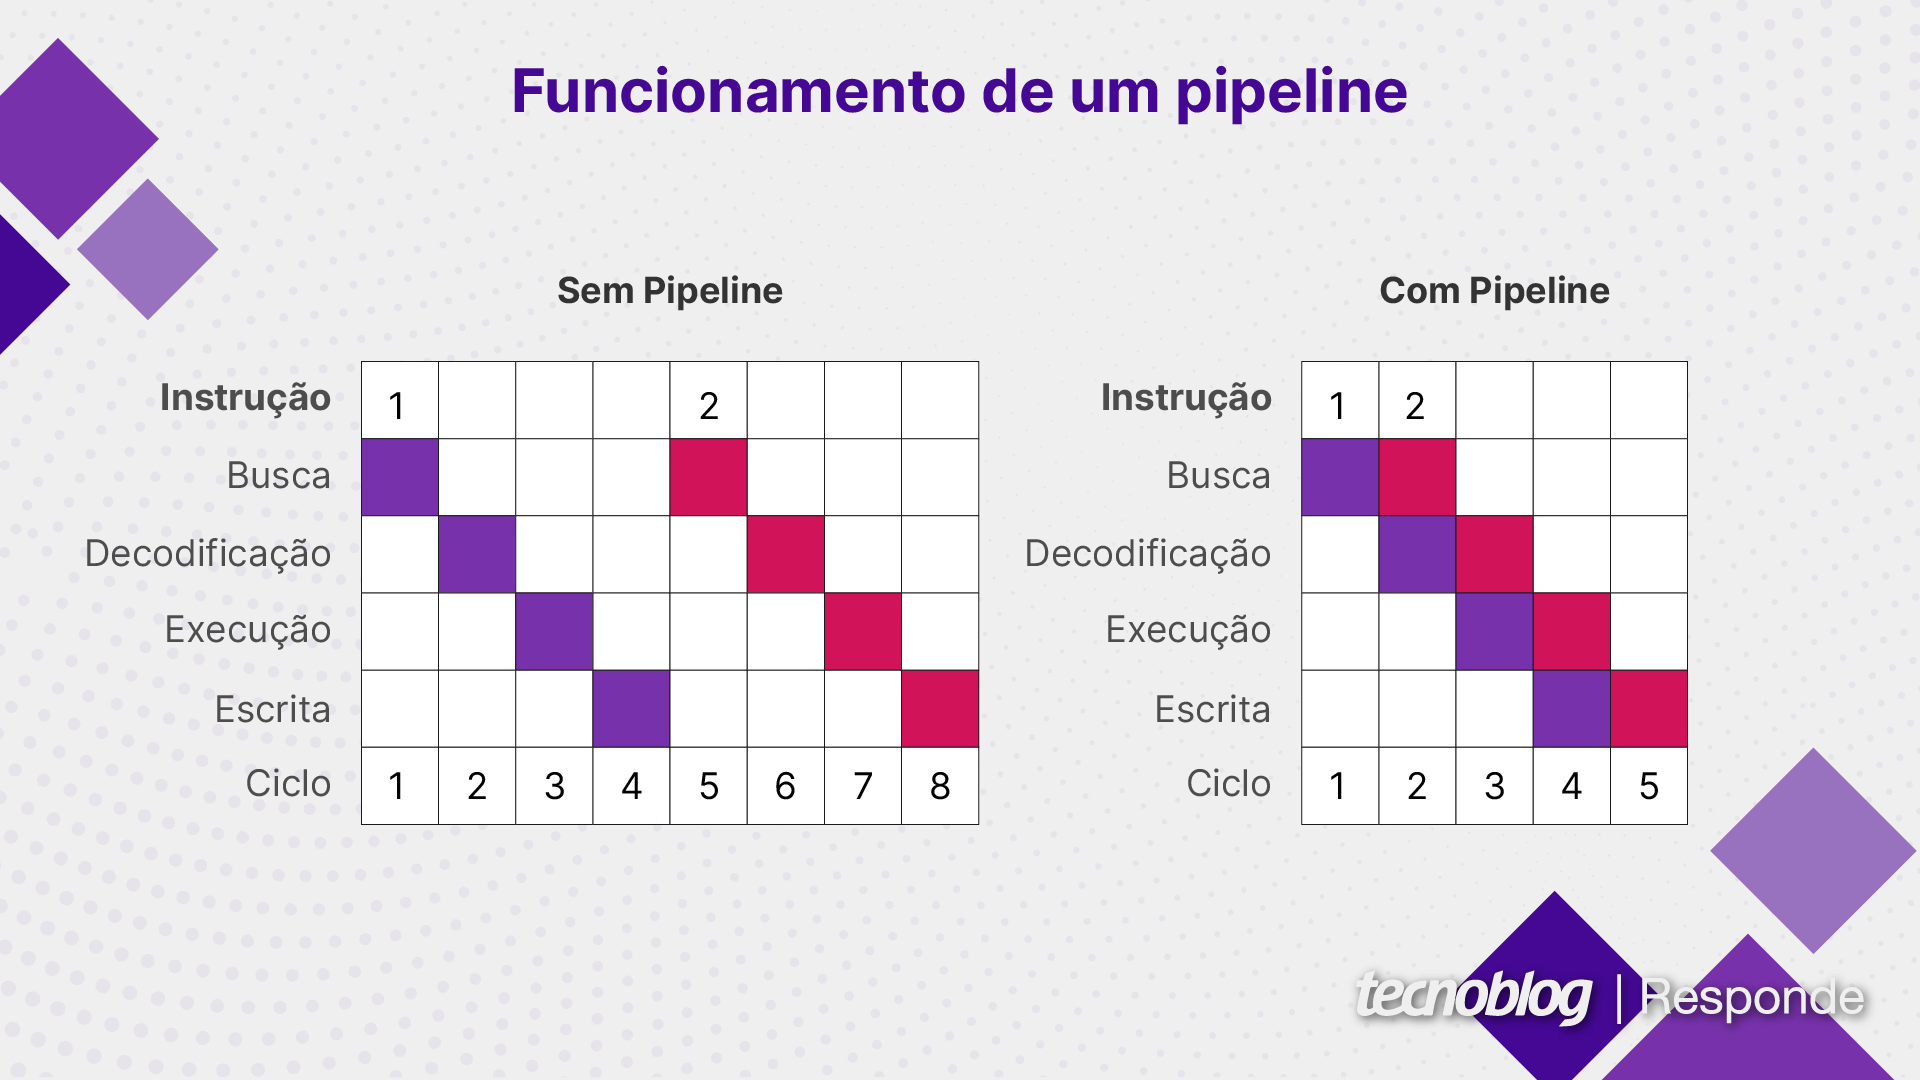 Funcionamento de um pipeline
Sem Pipeline
Instrução 1 2
Busca
Decodificação
Execução
Escrita
Ciclo 1 2 3 4 5 6 7 8
Com Pipeline
Instrução 1 2
Busca
Decodificação
Execução
Escrita
Ciclo 1 2 3 4 5
tecnoblog | Responde